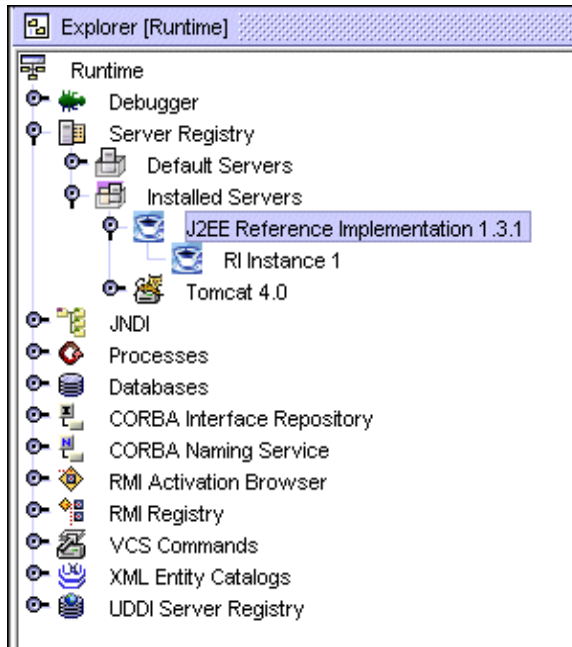 Explorer [Runtime]
Runtime
Debugger
Server Registry
Default Servers
Installed Servers
J2EE Reference Implementation 1.3.1
RI Instance 1
Tomcat 4.0
JNDI
Processes
Databases
CORBA Interface Repository
CORBA Naming Service
RMI Activation Browser
RMI Registry
VCS Commands
XML Entity Catalogs
UDDI Server Registry